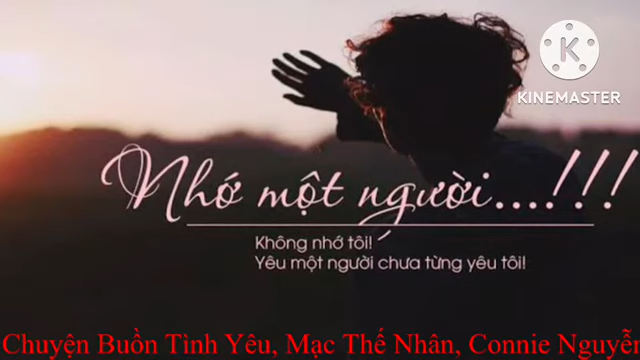 KINEMASTER
Nhớ một người...!!!
Không nhớ tôi!
Yêu một người chưa từng yêu tôi!
Chuyện Buồn Tình Yêu, Mạc Thế Nhân, Connie Nguyễn